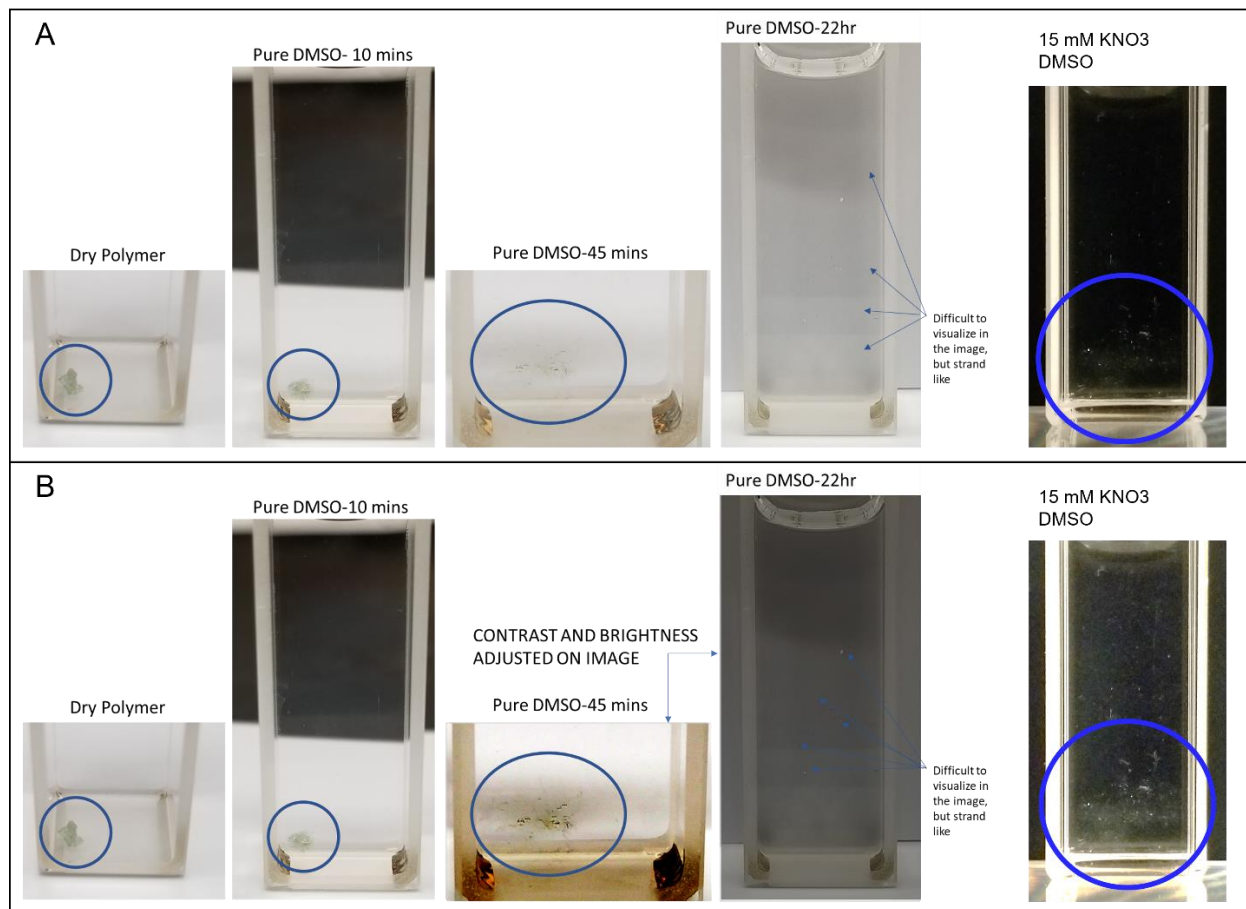 A
Dry Polymer
Pure DMSO- 10 mins
Pure DMSO-45 mins
Pure DMSO-22hr
Difficult to
visualize in
the image,
but strand
like
15 mM KNO3
DMSO
B
Dry Polymer
Pure DMSO-10 mins
CONTRAST AND BRIGHTNESS
ADJUSTED ON IMAGE
Pure DMSO-45 mins
Pure DMSO-22hr
Difficult to
visualize in
the image,
but strand
like
15 mM KNO3
DMSO